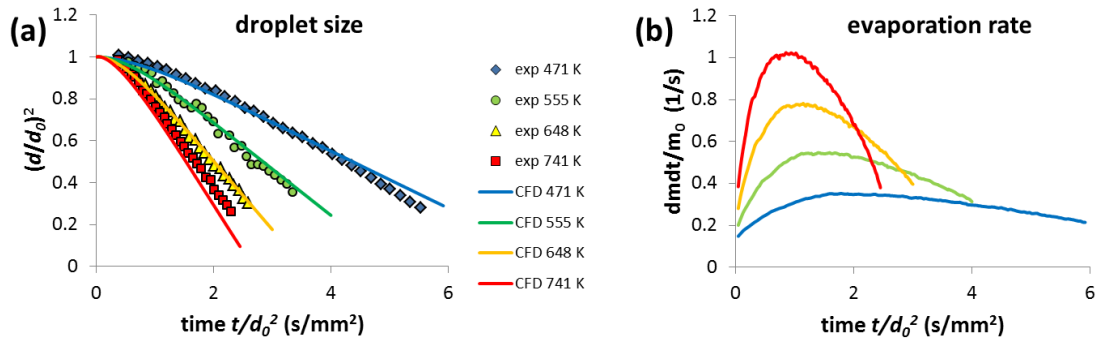 (a)
droplet size
1.2
1
0.8
0.6
0.4
0.2
0
0
2
4
6
(d/d₀)²
time t/d₀² (s/mm²)
exp 471 K
exp 555 K
exp 648 K
exp 741 K
CFD 471 K
CFD 555 K
CFD 648 K
CFD 741 K
(b)
evaporation rate
1.2
1
0.8
0.6
0.4
0.2
0
0
2
4
6
dmdt/m₀ (1/s)
time t/d₀² (s/mm²)